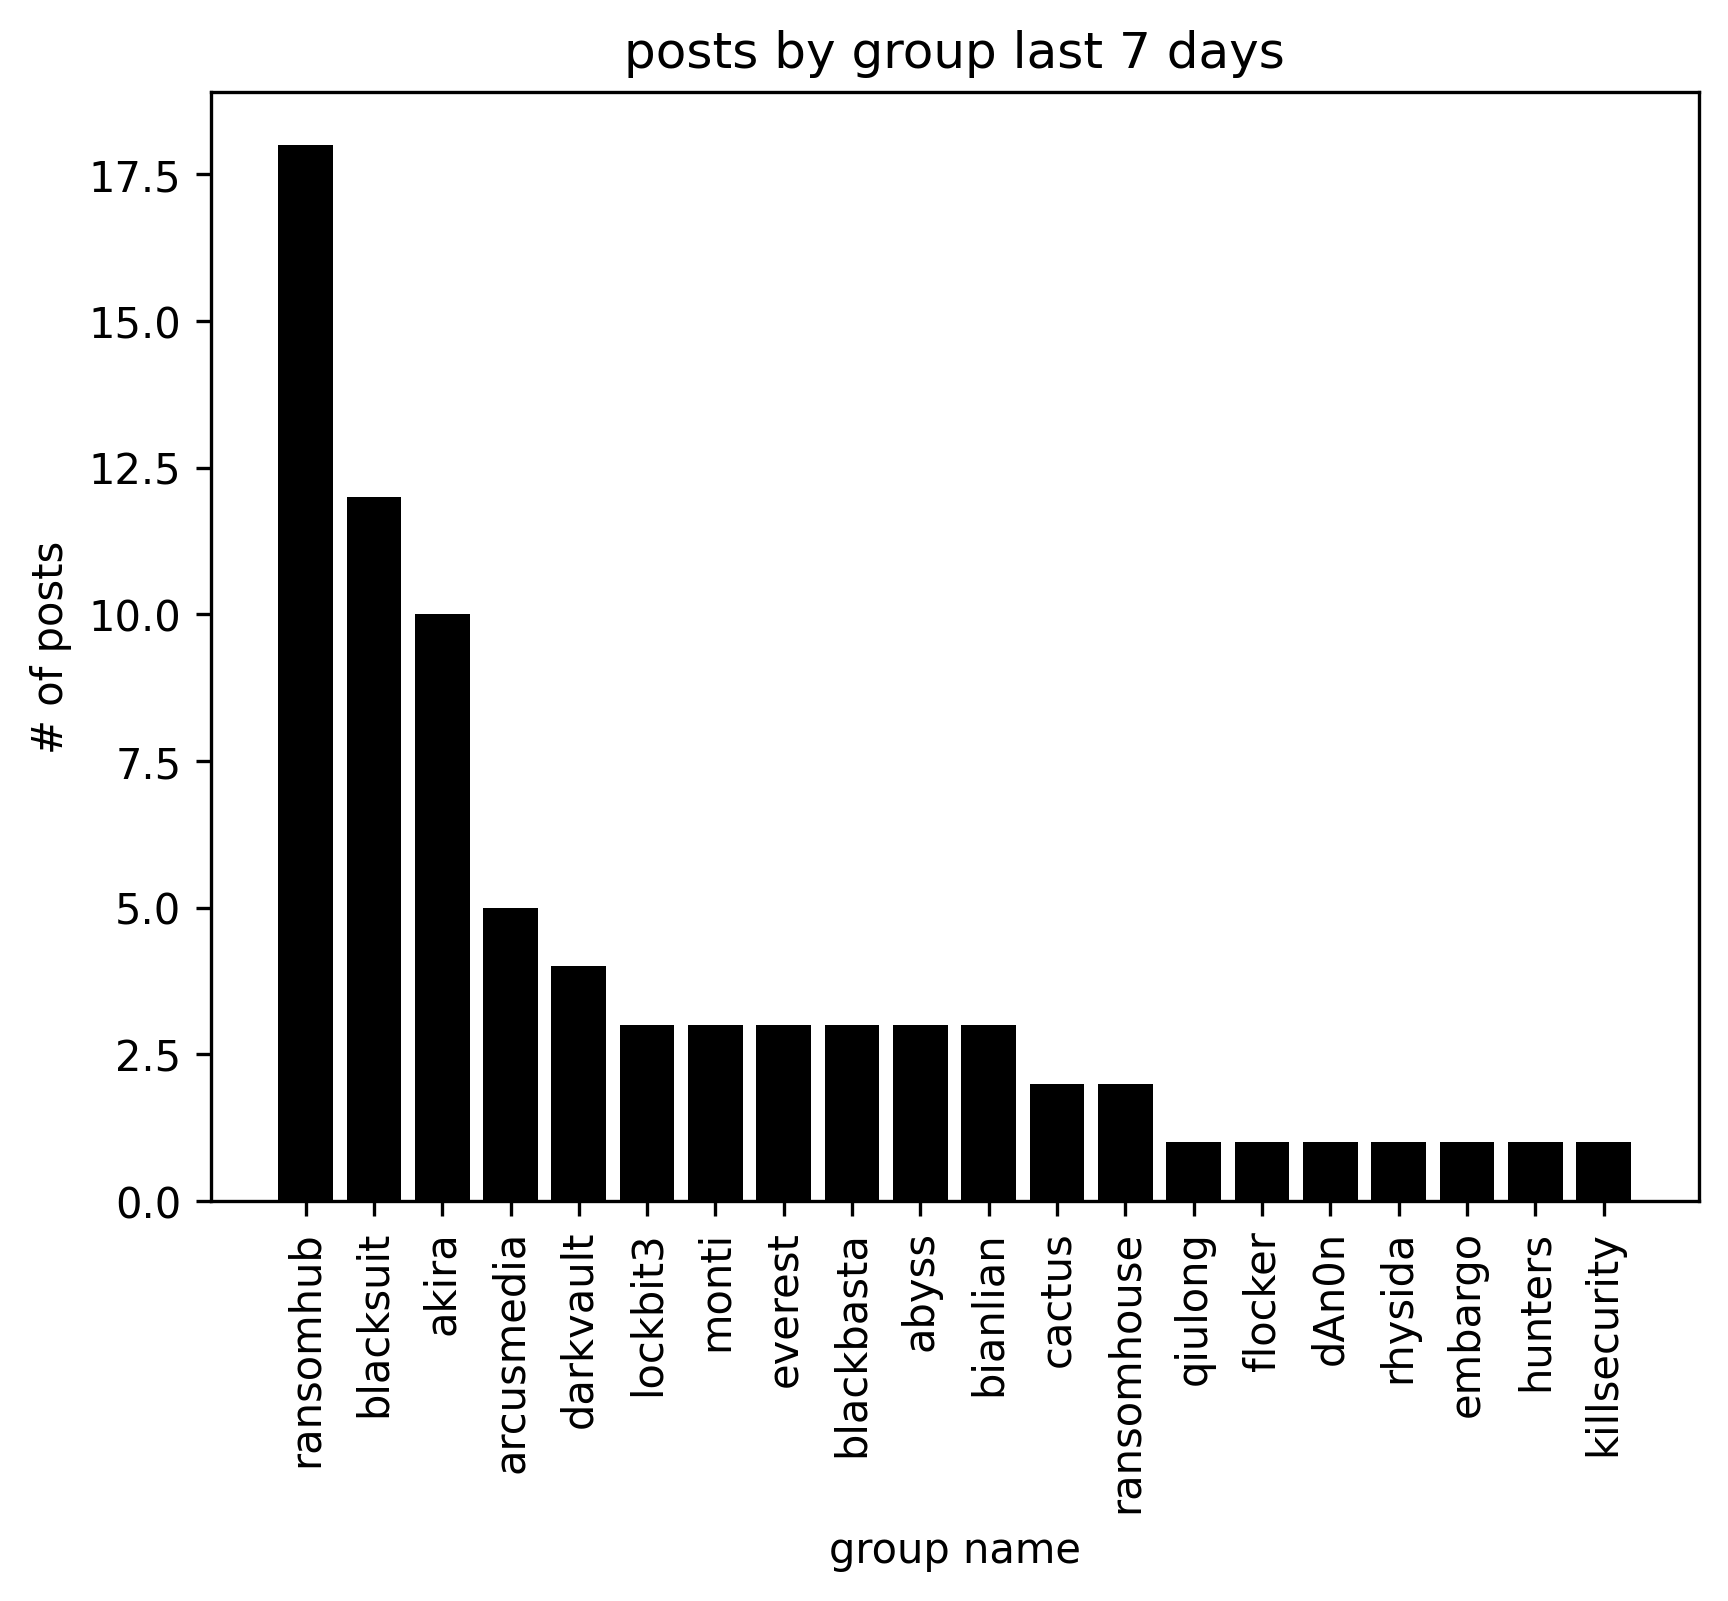 posts by group last 7 days
17.5
15.0
12.5
10.0
7.5
5.0
2.5
0.0
# of posts
ransomhub
blacksuit
akira
arcusmedia
darkvault
lockbit3
monti
everest
blackbasta
abyss
bianlian
cactus
ransomhouse
qiulong
flocker
dAn0n
rhysida
embargo
hunters
killsecurity
group name